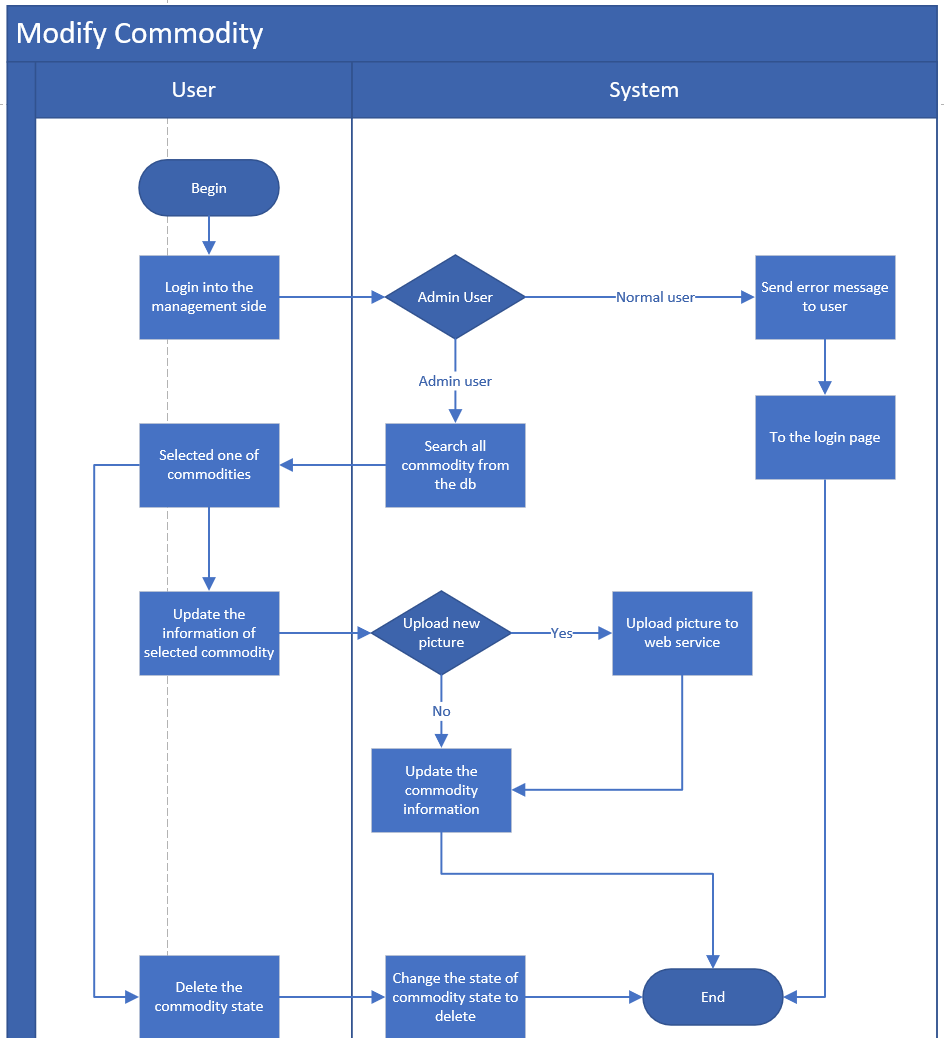 Modify Commodity
User
System
Begin
Login into the
management side
Admin User
Normal user
Send error message
to user
Admin user
To the login page
Selected one of
commodities
Search all
commodity from
the db
Update the
information of
selected commodity
Upload new
picture
Yes
Upload picture to
web service
No
Update the
commodity
information
Delete the
commodity state
Change the state of
commodity state to
delete
End